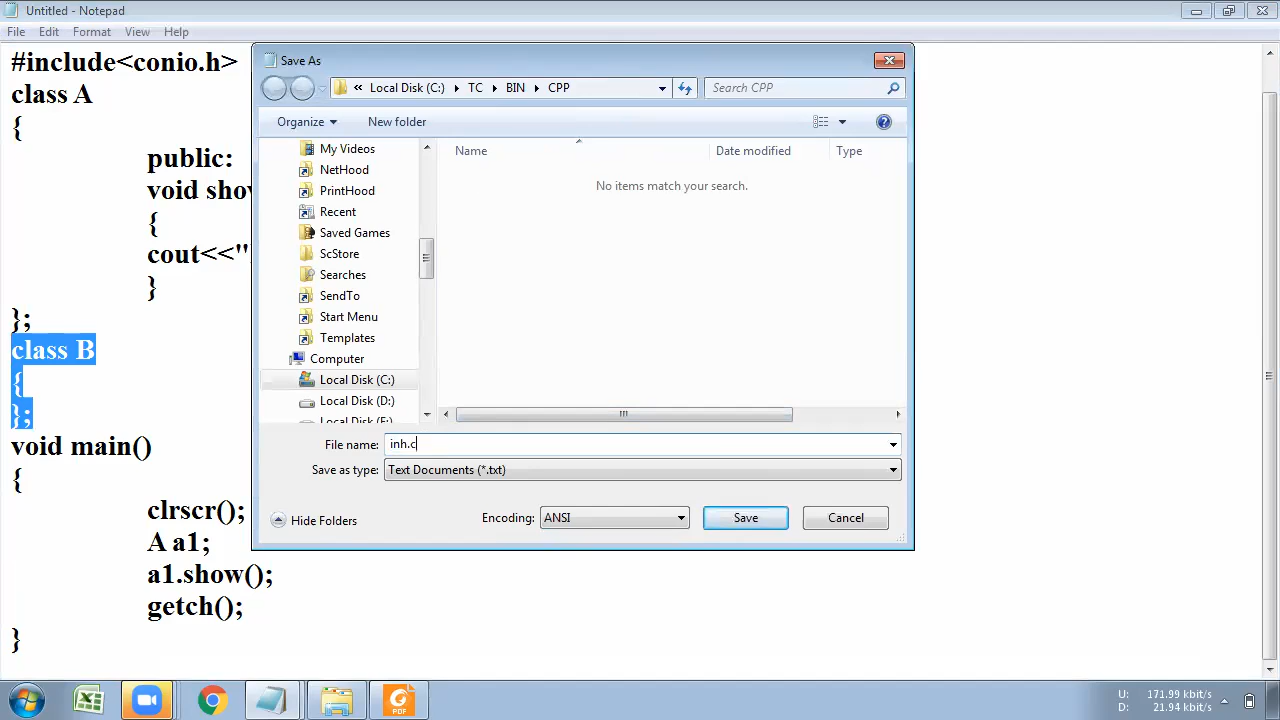 Untitled - Notepad
File Edit Format View Help
#include<conio.h>
class A
{
public:
void show
{
cout<<"
}
};
class B
{
};
void main()
{
clrscr();
A a1;
a1.show();
getch();
}
Save As
« Local Disk (C:) TC BIN CPP
Search CPP
Organize New folder
My Videos
NetHood
PrintHood
Recent
Saved Games
ScStore
Searches
SendTo
Start Menu
Templates
Computer
Local Disk (C:)
Local Disk (D:)
Local Disk (E:)
Name Date modified Type
No items match your search.
File name: inh.c
Save as type: Text Documents (*.txt)
Hide Folders
Encoding: ANSI
Save
Cancel
PDF
U: 171.99 kbit/s
D: 21.94 kbit/s